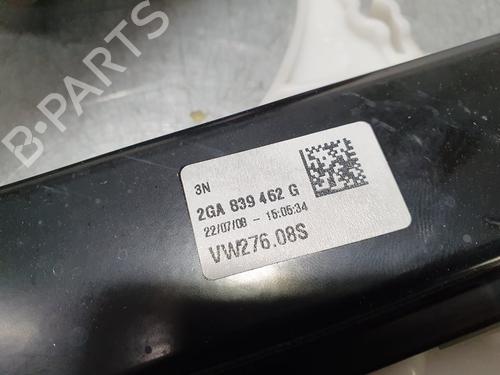 3N
2GA 839 462 G
22/07/08 - 15:05:34
VW276.08S
B-PARTS